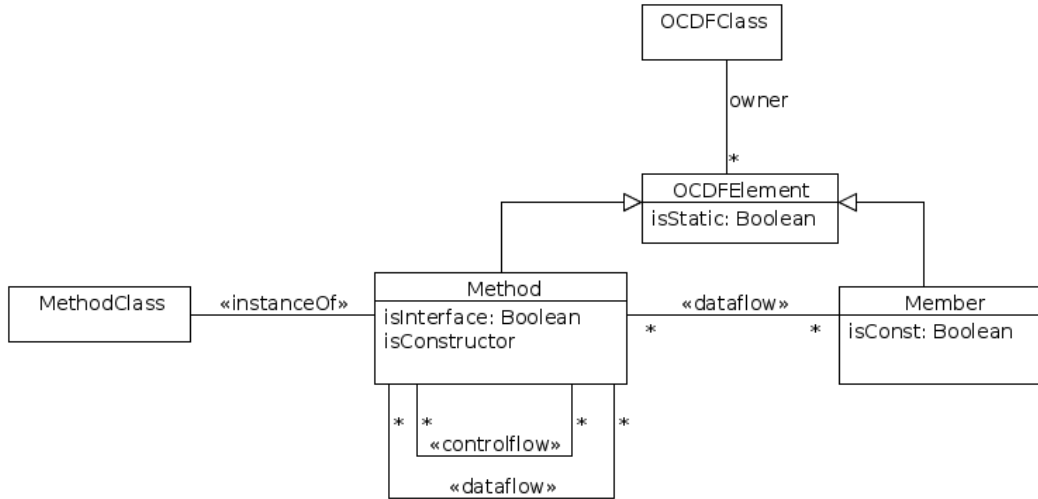 OCDFClass
owner
*
OCDFElement
isStatic: Boolean
MethodClass
«instanceOf»
Method
isInterface: Boolean
isConstructor
«dataflow»
* *
Member
isConst: Boolean
* * * *
«controlflow»
«dataflow»